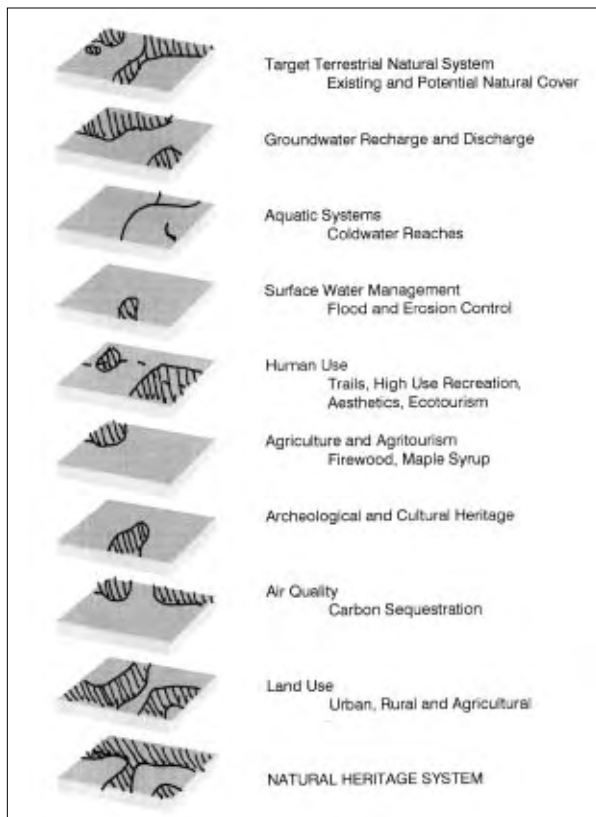 Target Terrestrial Natural System
Existing and Potential Natural Cover
Groundwater Recharge and Discharge
Aquatic Systems
Coldwater Reaches
Surface Water Management
Flood and Erosion Control
Human Use
Trails, High Use Recreation,
Aesthetics, Ecotourism
Agriculture and Agritourism
Firewood, Maple Syrup
Archeological and Cultural Heritage
Air Quality
Carbon Sequestration
Land Use
Urban, Rural and Agricultural
NATURAL HERITAGE SYSTEM